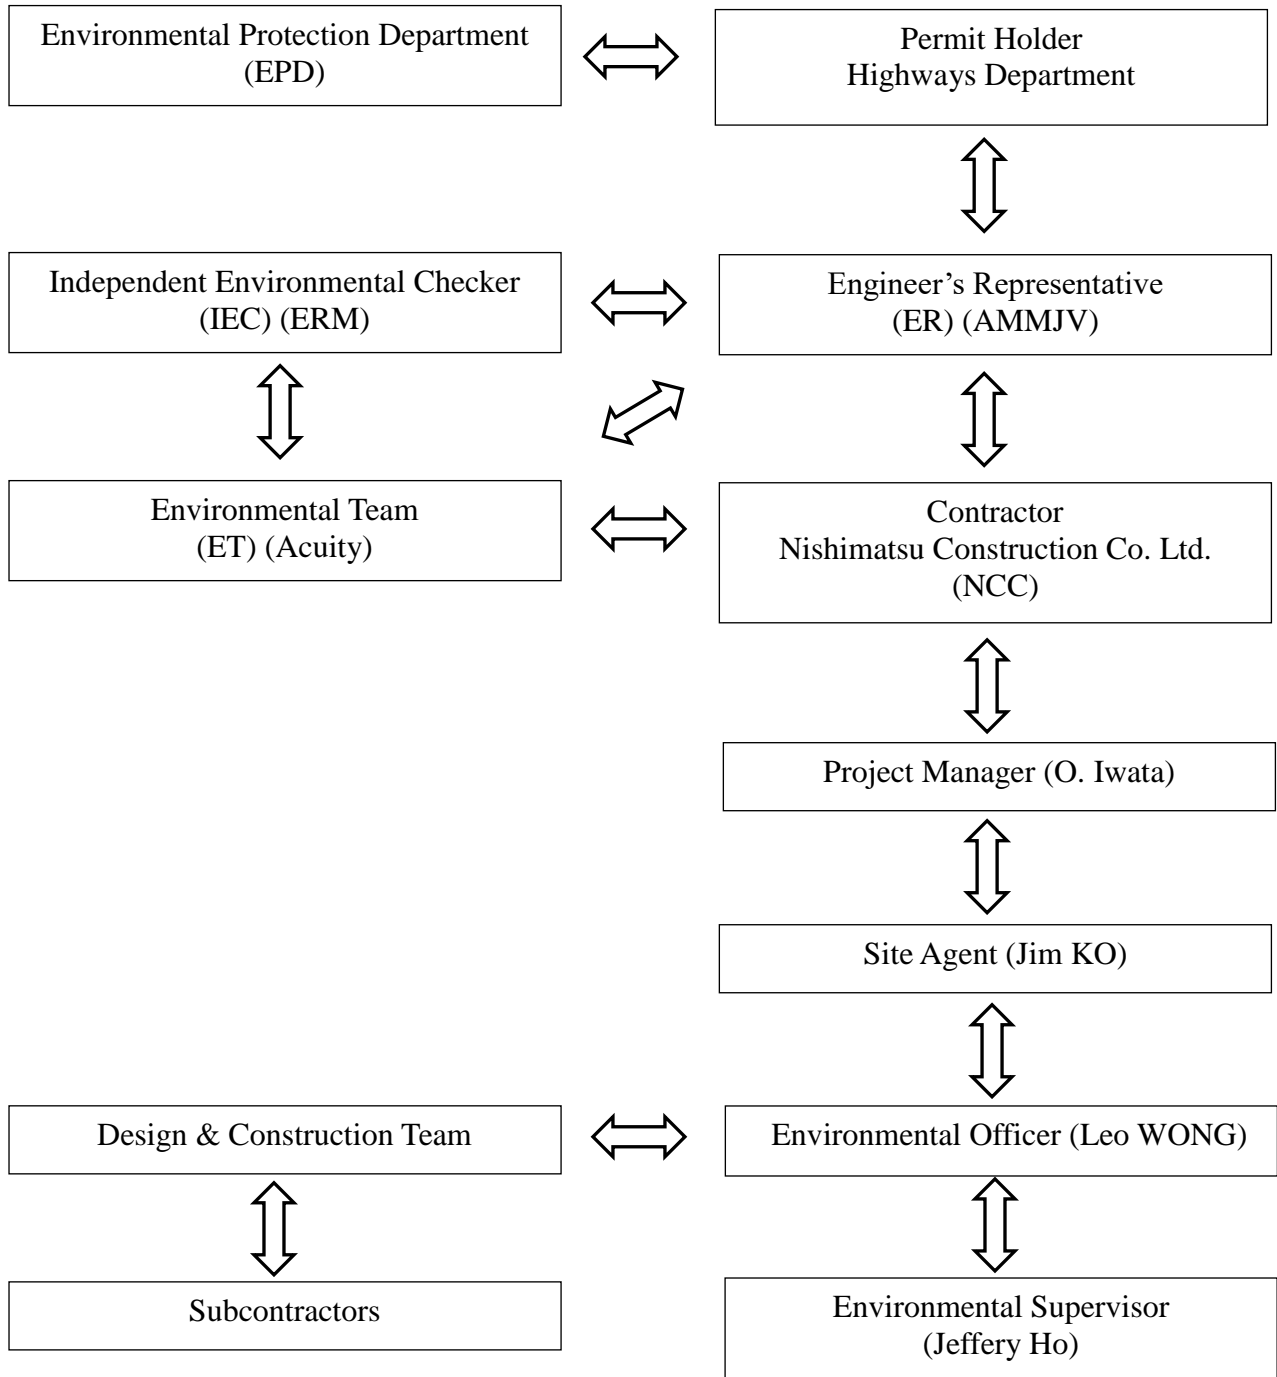 Environmental Protection Department
(EPD)
Permit Holder
Highways Department
Independent Environmental Checker
(IEC) (ERM)
Engineer’s Representative
(ER) (AMMJV)
Environmental Team
(ET) (Acuity)
Contractor
Nishimatsu Construction Co. Ltd.
(NCC)
Project Manager (O. Iwata)
Site Agent (Jim KO)
Design & Construction Team
Environmental Officer (Leo WONG)
Subcontractors
Environmental Supervisor
(Jeffery Ho)